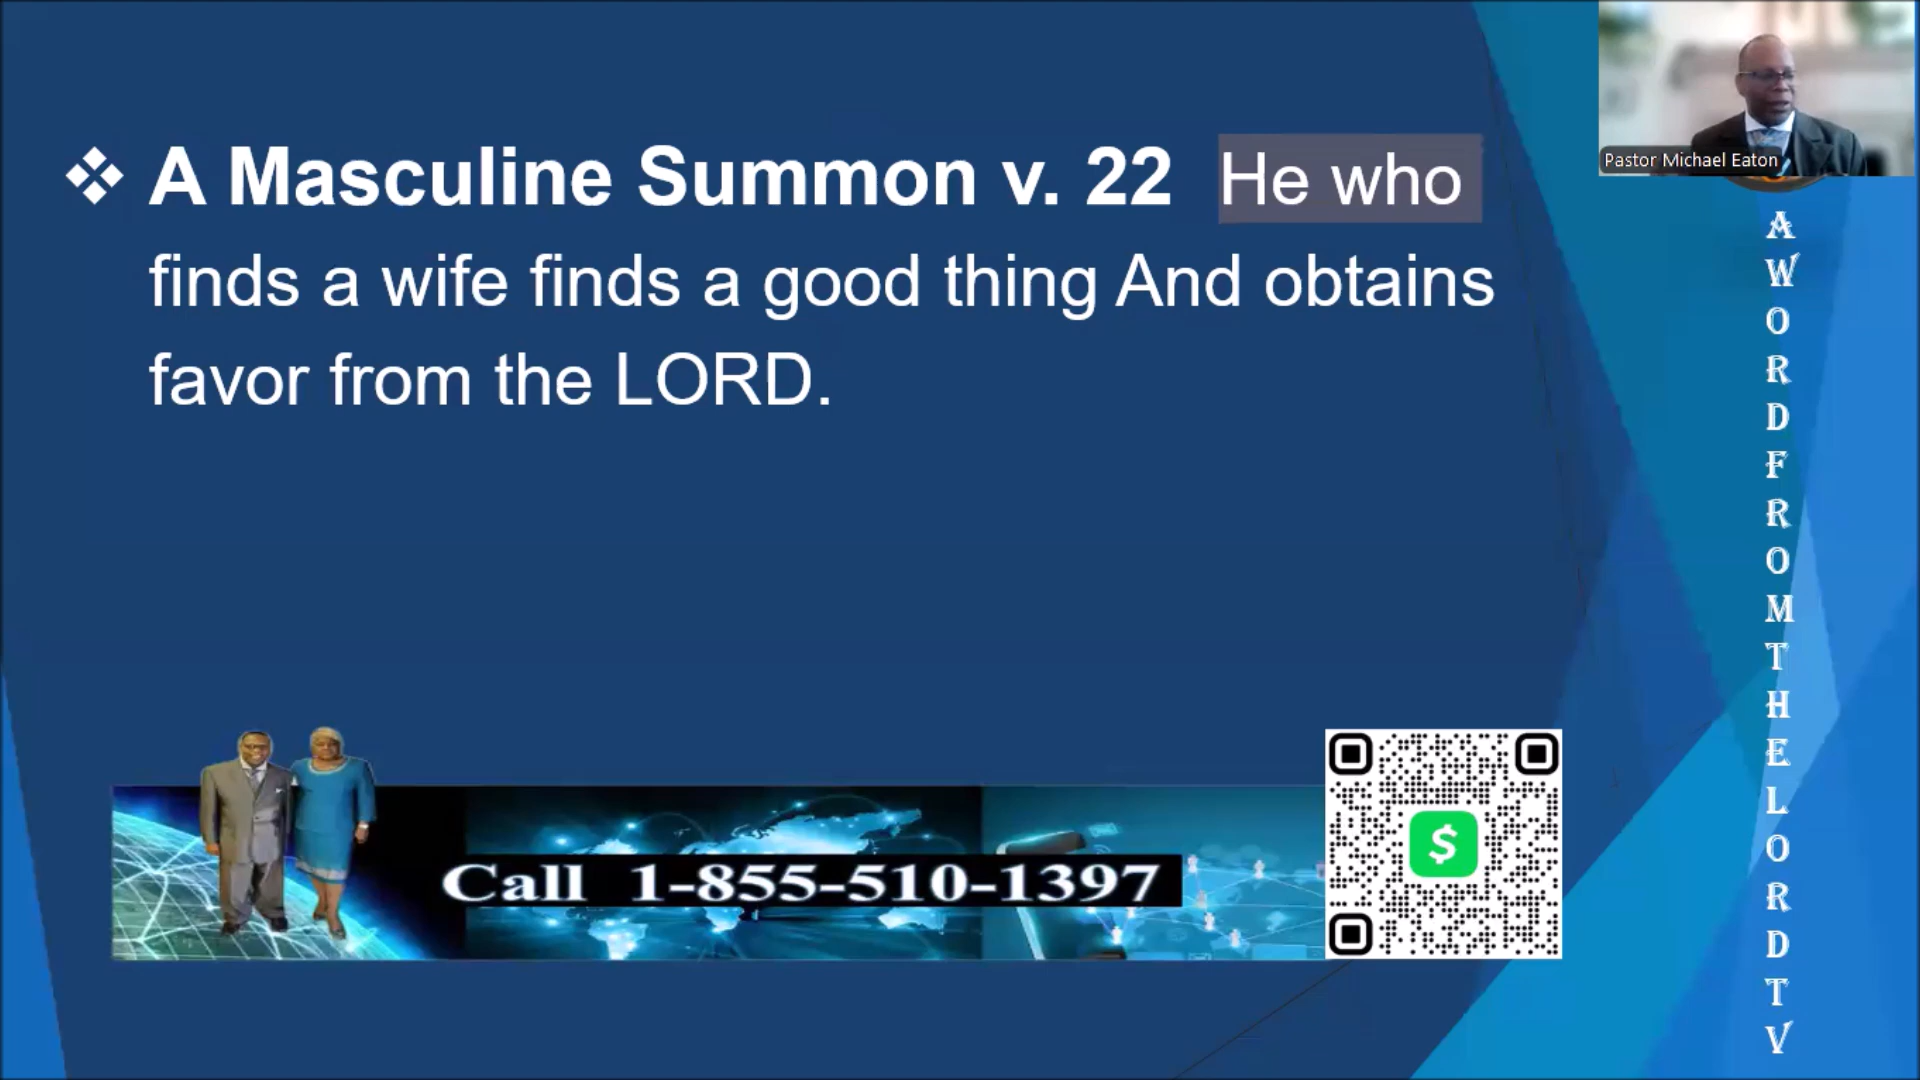 ❖ A Masculine Summon v. 22 He who
finds a wife finds a good thing And obtains
favor from the LORD.
Pastor Michael Eaton
A
W
O
R
D
F
R
O
M
T
H
E
L
O
R
D
T
V
Call 1-855-510-1397
$